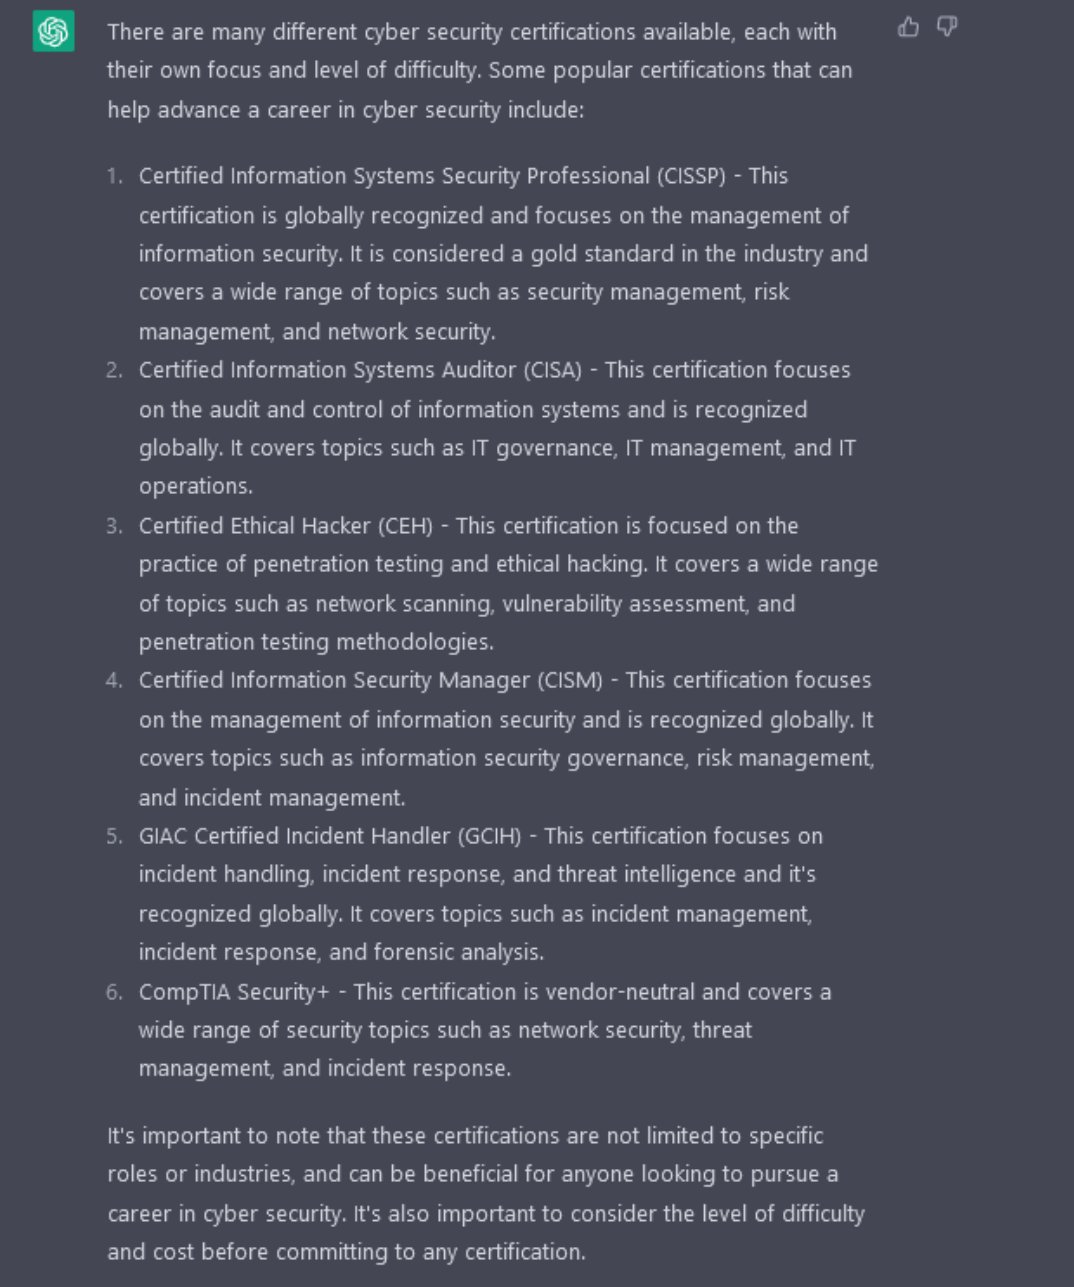 There are many different cyber security certifications available, each with
their own focus and level of difficulty. Some popular certifications that can
help advance a career in cyber security include:
1. Certified Information Systems Security Professional (CISSP) - This
certification is globally recognized and focuses on the management of
information security. It is considered a gold standard in the industry and
covers a wide range of topics such as security management, risk
management, and network security.
2. Certified Information Systems Auditor (CISA) - This certification focuses
on the audit and control of information systems and is recognized
globally. It covers topics such as IT governance, IT management, and IT
operations.
3. Certified Ethical Hacker (CEH) - This certification is focused on the
practice of penetration testing and ethical hacking. It covers a wide range
of topics such as network scanning, vulnerability assessment, and
penetration testing methodologies.
4. Certified Information Security Manager (CISM) - This certification focuses
on the management of information security and is recognized globally. It
covers topics such as information security governance, risk management,
and incident management.
5. GIAC Certified Incident Handler (GCIH) - This certification focuses on
incident handling, incident response, and threat intelligence and it's
recognized globally. It covers topics such as incident management,
incident response, and forensic analysis.
6. CompTIA Security+ - This certification is vendor-neutral and covers a
wide range of security topics such as network security, threat
management, and incident response.
It's important to note that these certifications are not limited to specific
roles or industries, and can be beneficial for anyone looking to pursue a
career in cyber security. It's also important to consider the level of difficulty
and cost before committing to any certification.